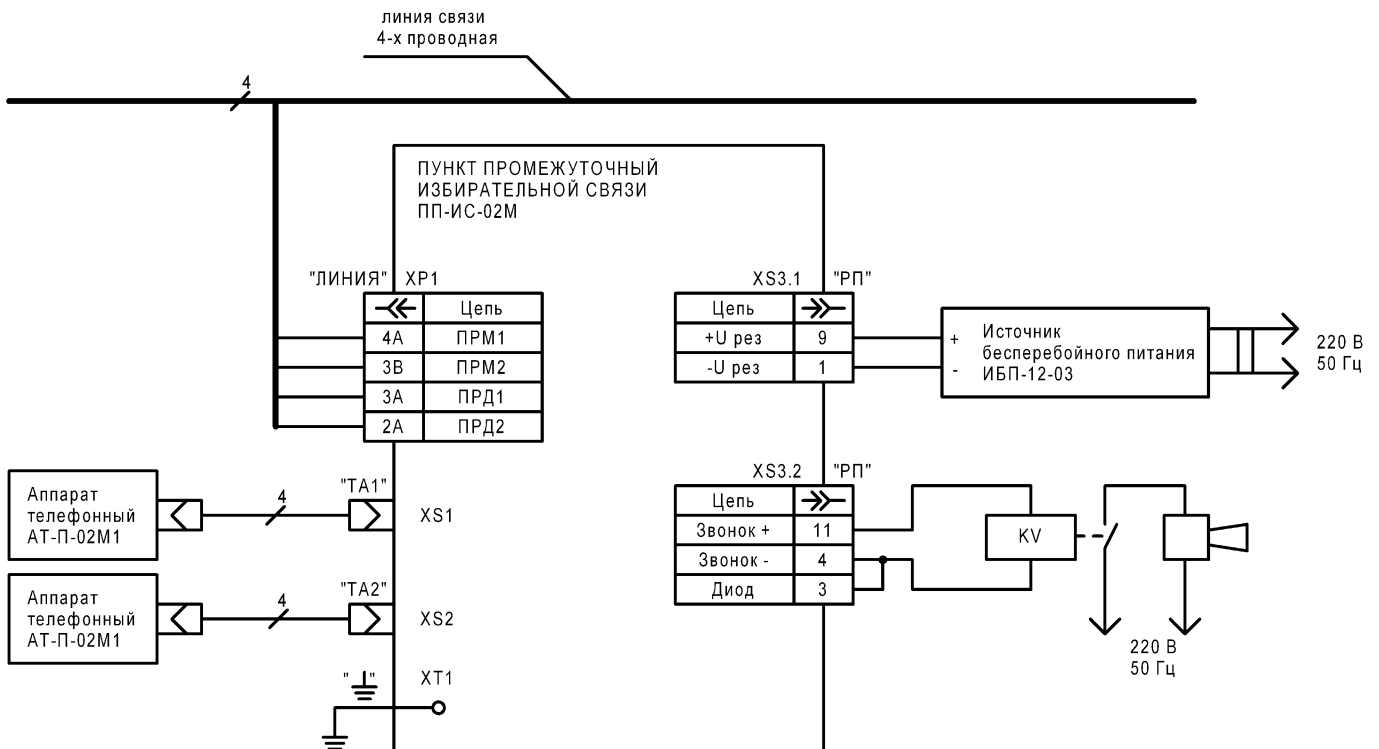 линия связи
4-х проводная
4
ПУНКТ ПРОМЕЖУТОЧНЫЙ
ИЗБИРАТЕЛЬНОЙ СВЯЗИ
ПП-ИС-02М
"ЛИНИЯ" XP1
Цепь
4А ПРМ1
3В ПРМ2
3А ПРД1
2А ПРД2
XS3.1 "РП"
Цепь
+U рез 9
-U рез 1
+
-
Источник
бесперебойного питания
ИБП-12-03
220 В
50 Гц
Аппарат
телефонный
АТ-П-02М1
4
"ТА1"
XS1
Аппарат
телефонный
АТ-П-02М1
4
"ТА2"
XS2
" "
XT1
XS3.2 "РП"
Цепь
Звонок + 11
Звонок - 4
Диод 3
KV
220 В
50 Гц